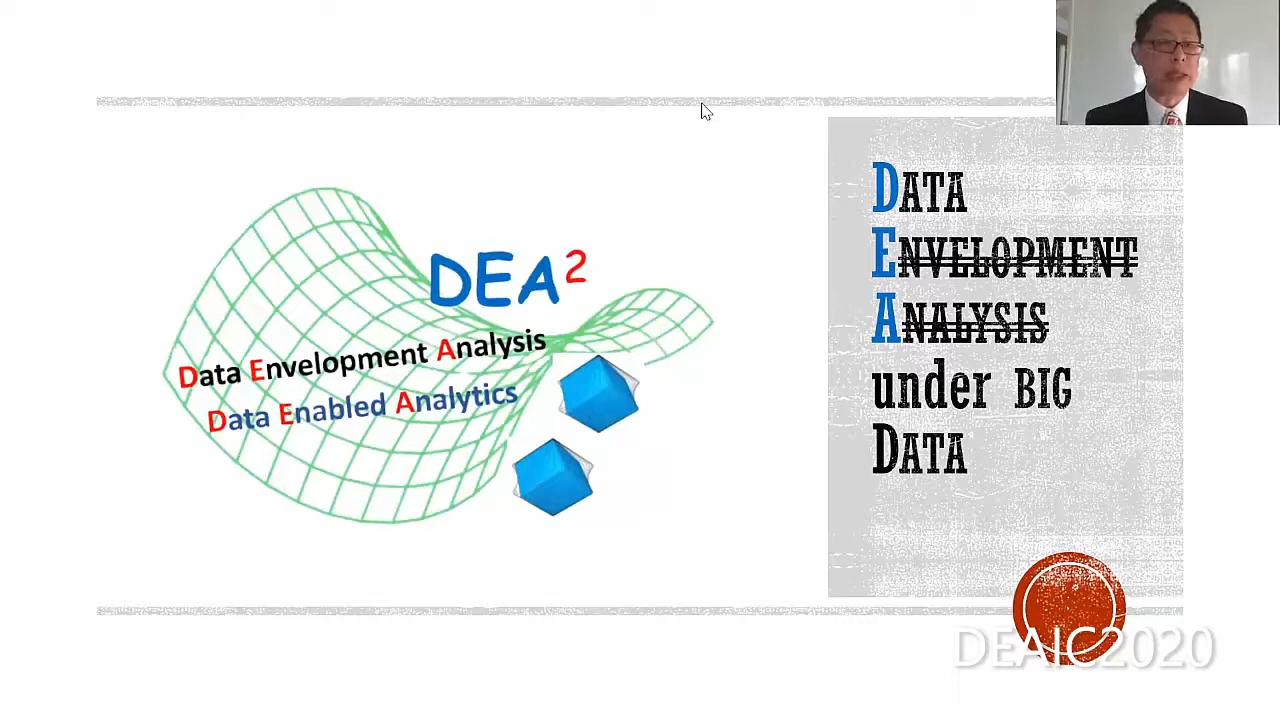 DEA²
Data Envelopment Analysis
Data Enabled Analytics
DATA
ENVELOPMENT
ANALYSIS
under BIG
DATA
DEAIC2020